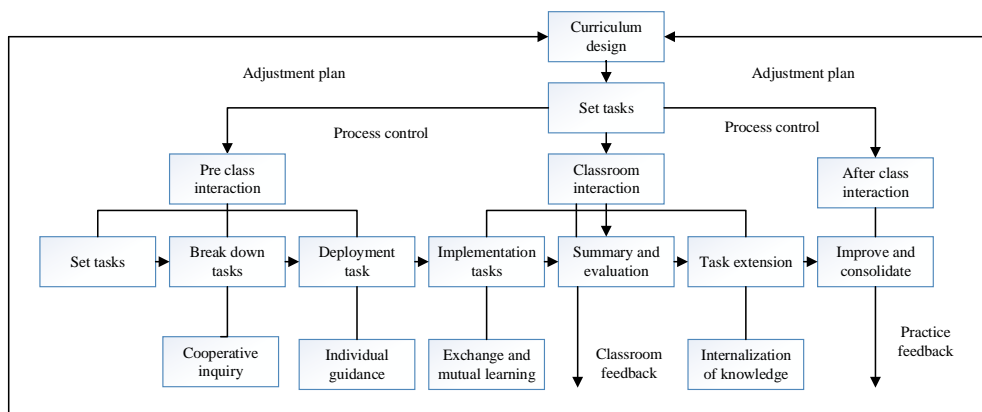 Curriculum
design
Adjustment plan
Adjustment plan
Set tasks
Process control
Process control
Pre class
interaction
Classroom
interaction
After class
interaction
Set tasks
Break down
tasks
Deployment
task
Implementation
tasks
Summary and
evaluation
Task extension
Improve and
consolidate
Cooperative
inquiry
Individual
guidance
Exchange and
mutual learning
Classroom
feedback
Internalization
of knowledge
Practice
feedback